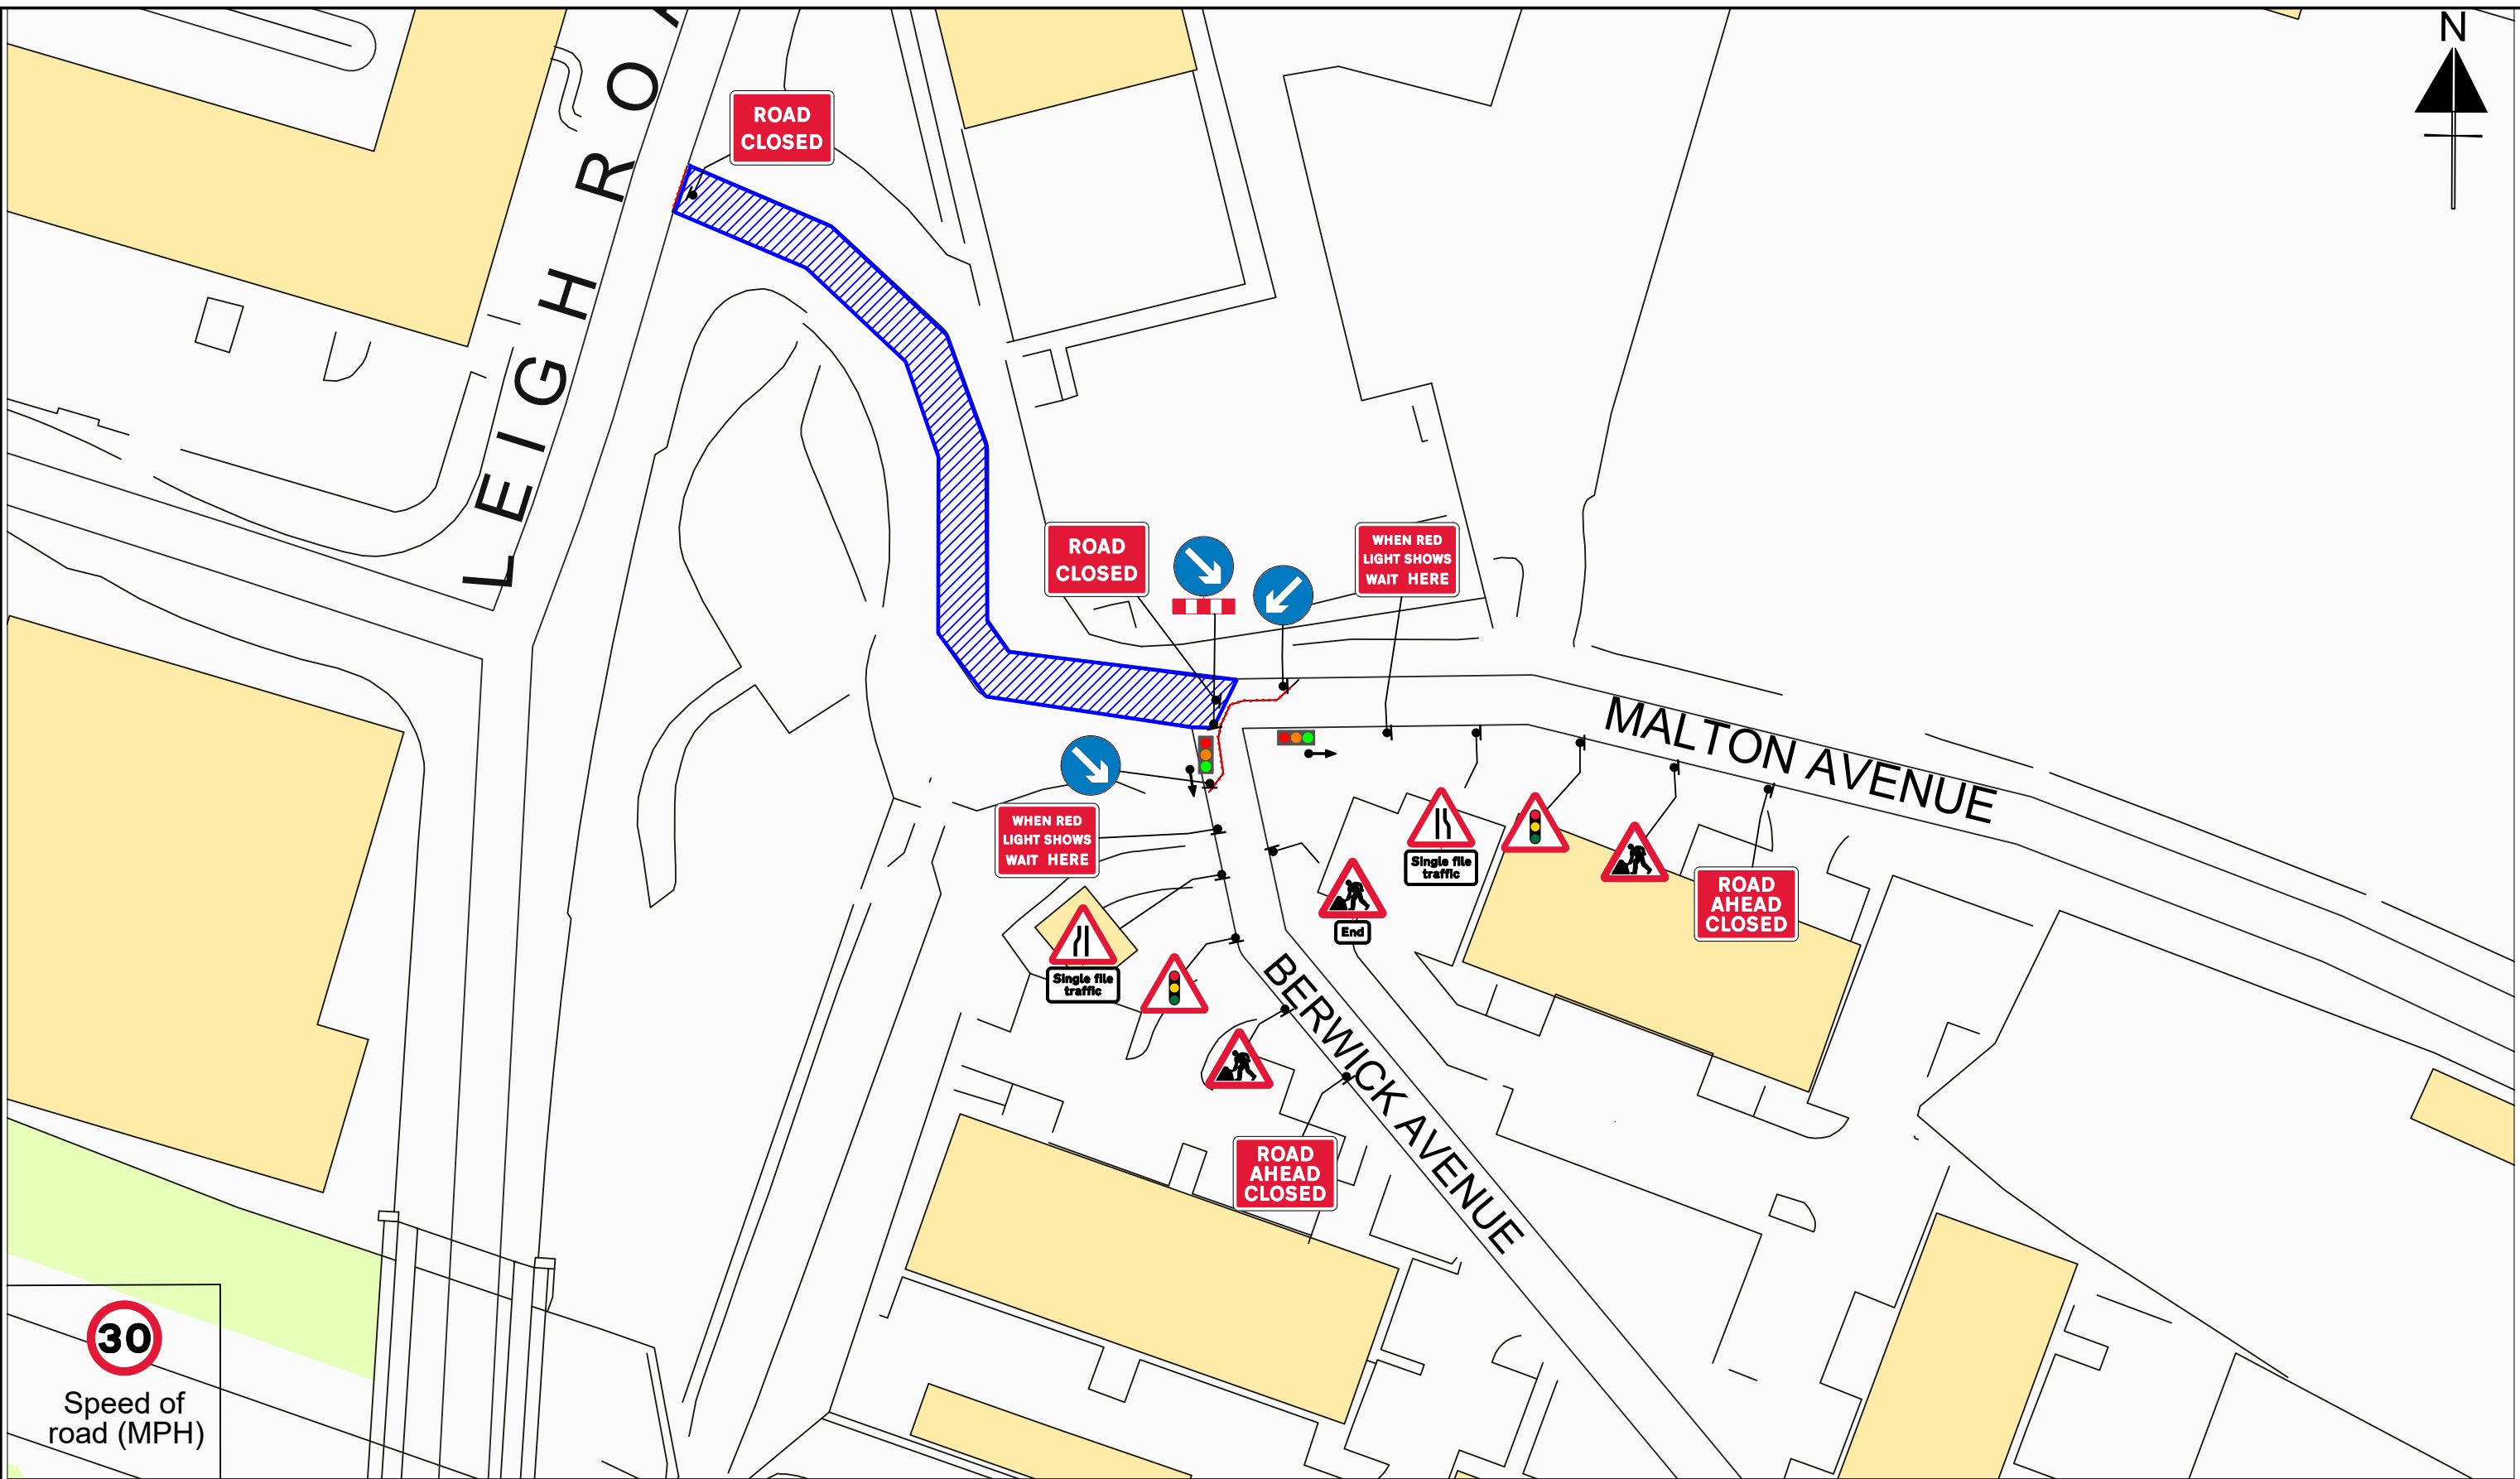 LEIGH ROA
N
ROAD
CLOSED
ROAD
CLOSED
WHEN RED
LIGHT SHOWS
WAIT HERE
MALTON AVENUE
WHEN RED
LIGHT SHOWS
WAIT HERE
Single file
traffic
ROAD
AHEAD
CLOSED
End
Single file
traffic
BERWICK AVENUE
ROAD
AHEAD
CLOSED
30
Speed of
road (MPH)